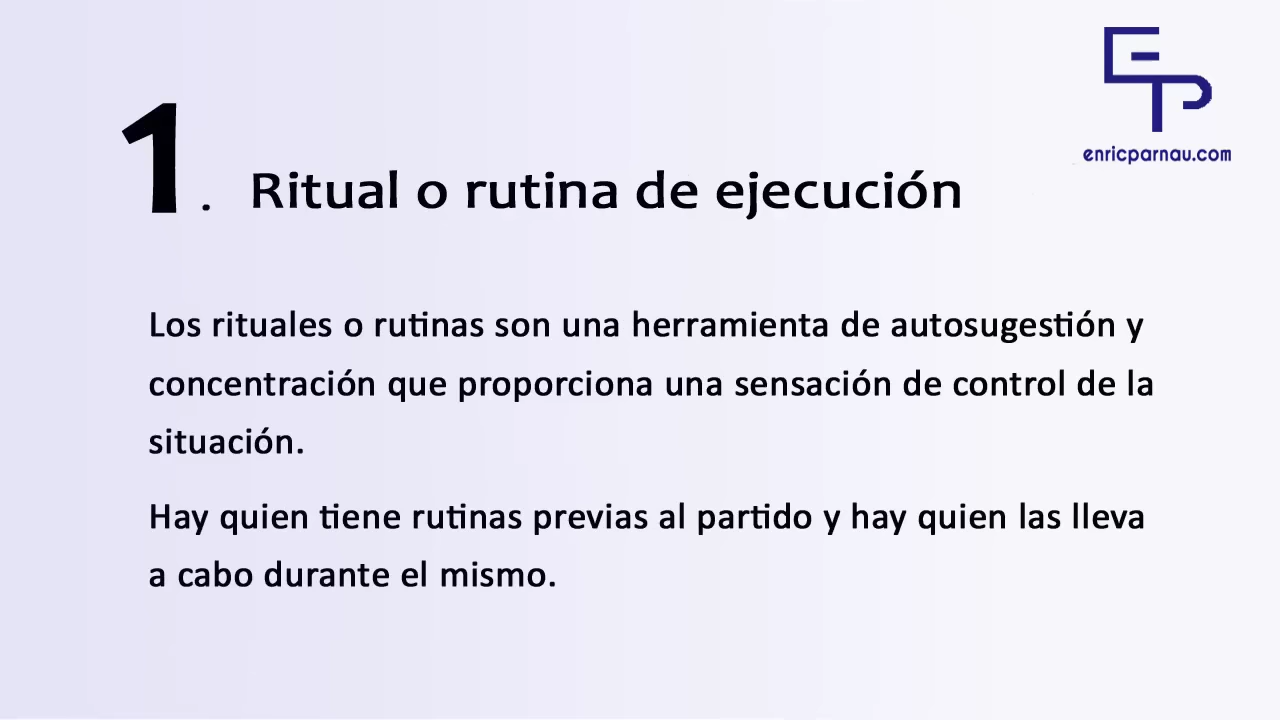 EP
enricparnau.com
1. Ritual o rutina de ejecución
Los rituales o rutinas son una herramienta de autosugestión y
concentración que proporciona una sensación de control de la
situación.
Hay quien tiene rutinas previas al partido y hay quien las lleva
a cabo durante el mismo.